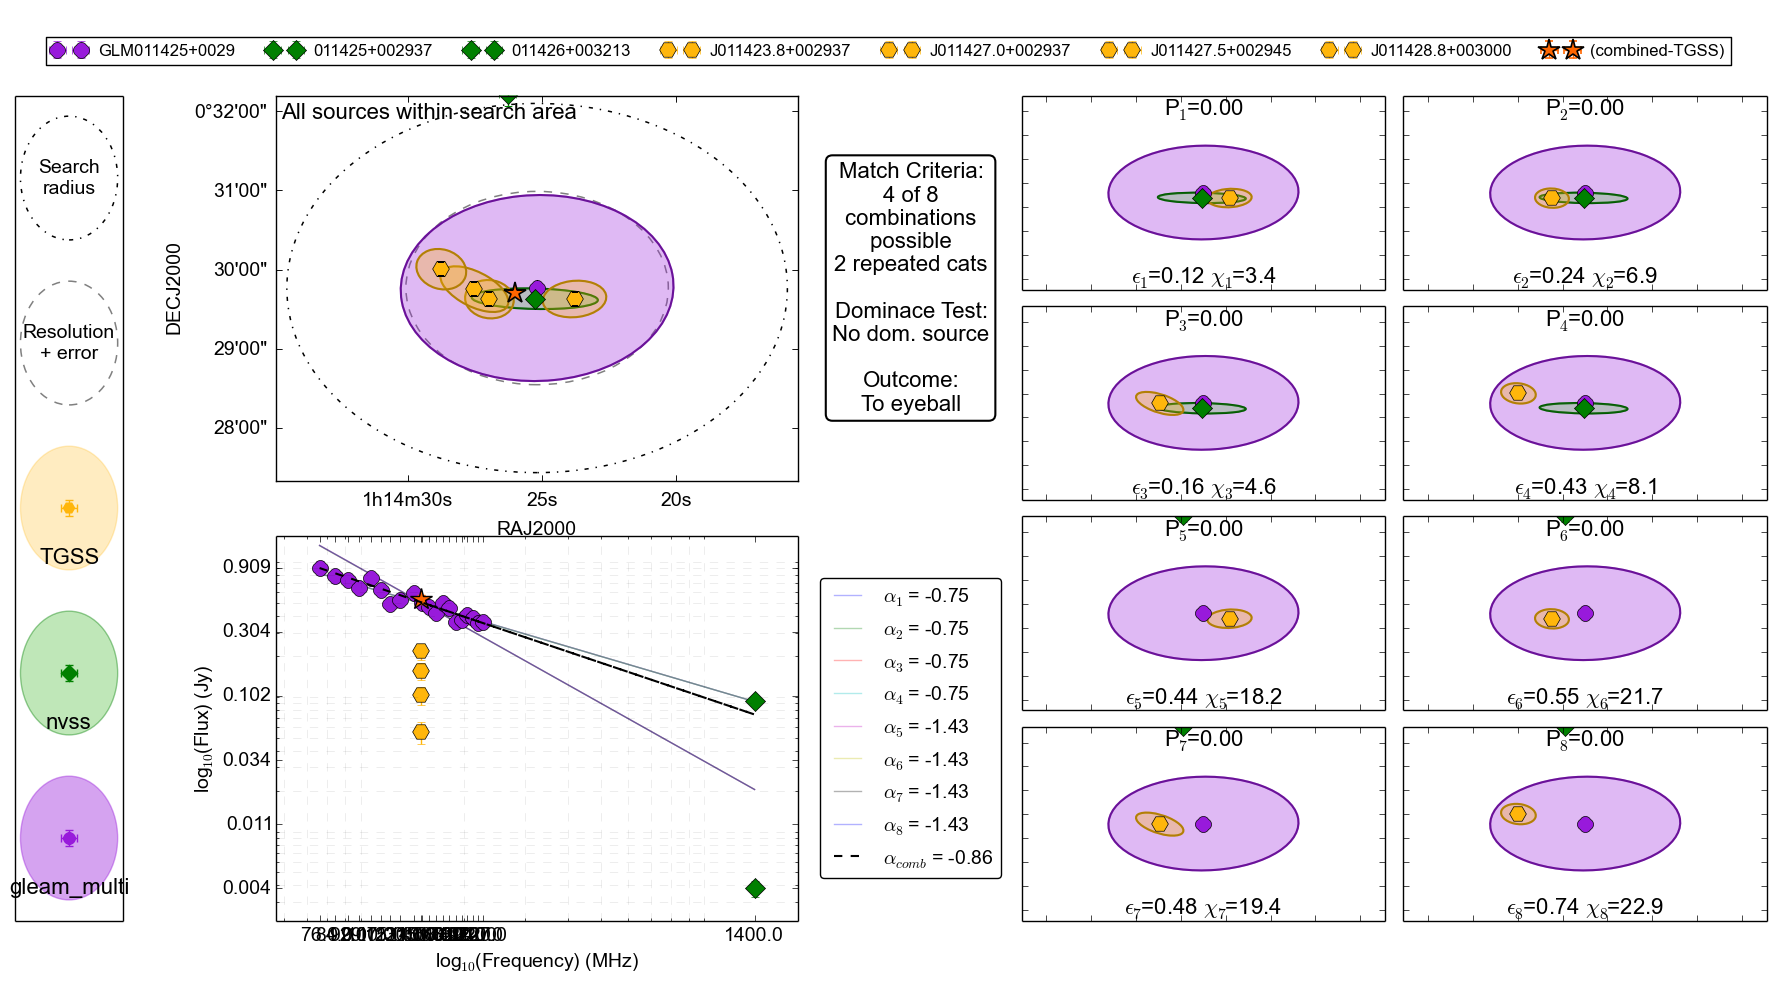 GLM011425+0029
011425+002937
011426+003213
J011423.8+002937
J011427.0+002937
J011427.5+002945
J011428.8+003000
(combined-TGSS)
Search
radius
Resolution
+ error
TGSS
nvss
gleam_multi
All sources within search area
DECJ2000
0°32'00"
31'00"
30'00"
29'00"
28'00"
1h14m30s
25s
20s
RAJ2000
Match Criteria:
4 of 8
combinations
possible
2 repeated cats
Dominace Test:
No dom. source
Outcome:
To eyeball
log10(Flux) (Jy)
0.909
0.304
0.102
0.034
0.011
0.004
1400.0
log10(Frequency) (MHz)
α1 = -0.75
α2 = -0.75
α3 = -0.75
α4 = -0.75
α5 = -1.43
α6 = -1.43
α7 = -1.43
α8 = -1.43
αcomb = -0.86
P1=0.00
ϵ1=0.12 χ1=3.4
P2=0.00
ϵ2=0.24 χ2=6.9
P3=0.00
ϵ3=0.16 χ3=4.6
P4=0.00
ϵ4=0.43 χ4=8.1
P5=0.00
ϵ5=0.44 χ5=18.2
P6=0.00
ϵ6=0.55 χ6=21.7
P7=0.00
ϵ7=0.48 χ7=19.4
P8=0.00
ϵ8=0.74 χ8=22.9